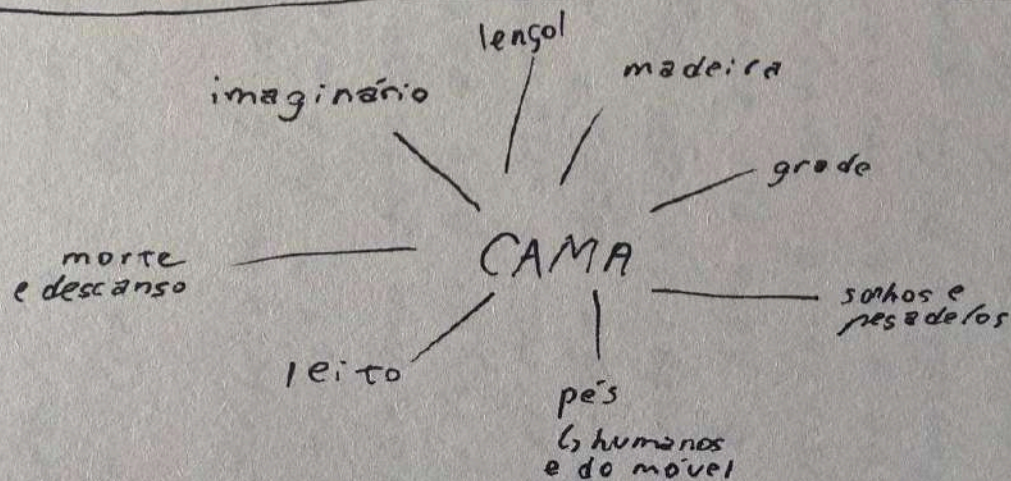 lençol
madeira
imaginário
grade
CAMA
morte
e descanso
sonhos e
pesadelos
leito
pés
↳ humanos
e do móvel